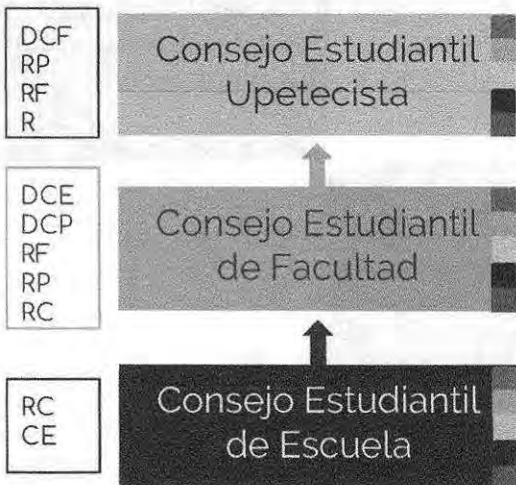 DCF
RP
RF
R
Consejo Estudiantil
Upetecista
DCE
DCP
RF
RP
RC
Consejo Estudiantil
de Facultad
RC
CE
Consejo Estudiantil
de Escuela